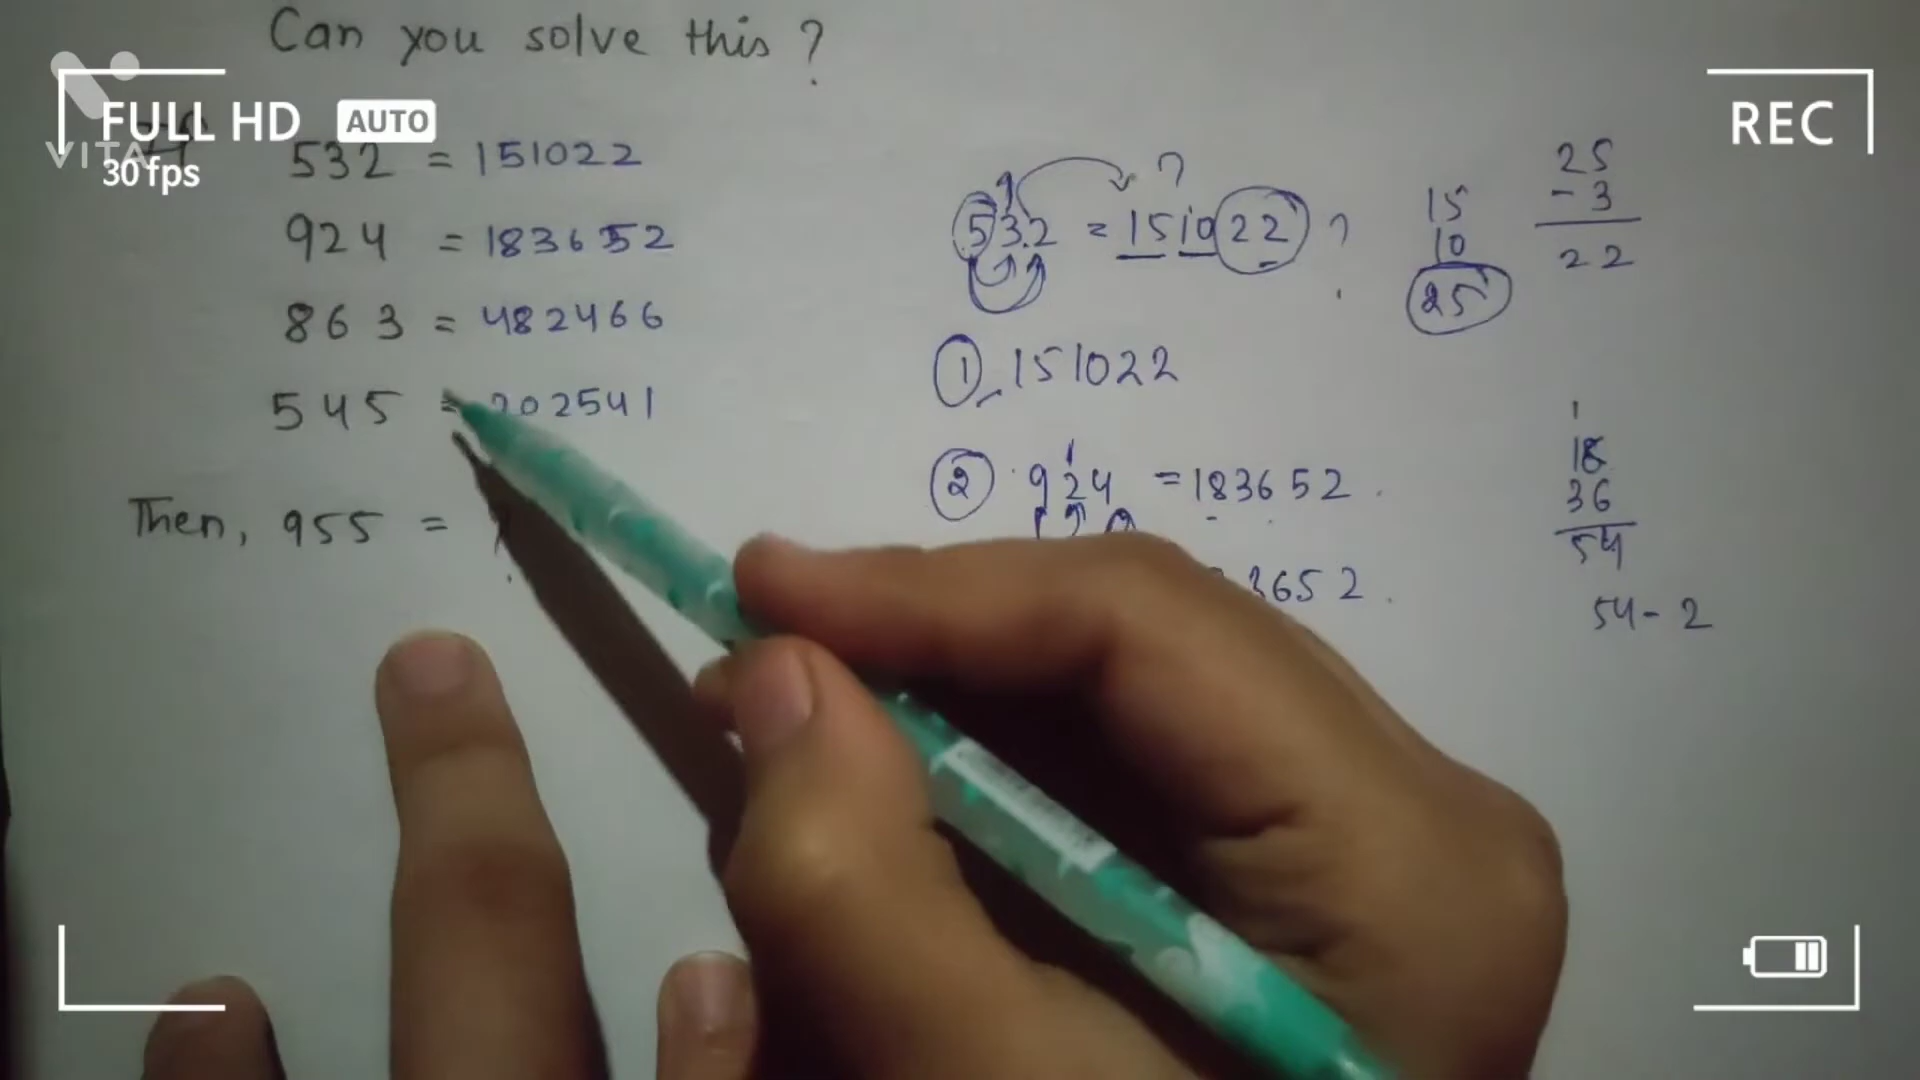 Can you solve this ?
FULL HD AUTO
VITA
30 fps
REC
532 = 151022
924 = 183652
863 = 482466
545 = 202541
Then, 955 = ?
532 = 151022 ?
?
15
10
25
25
- 3
22
1 151022
2 924 = 183652 .
3652 .
1
18
36
54
54 - 2